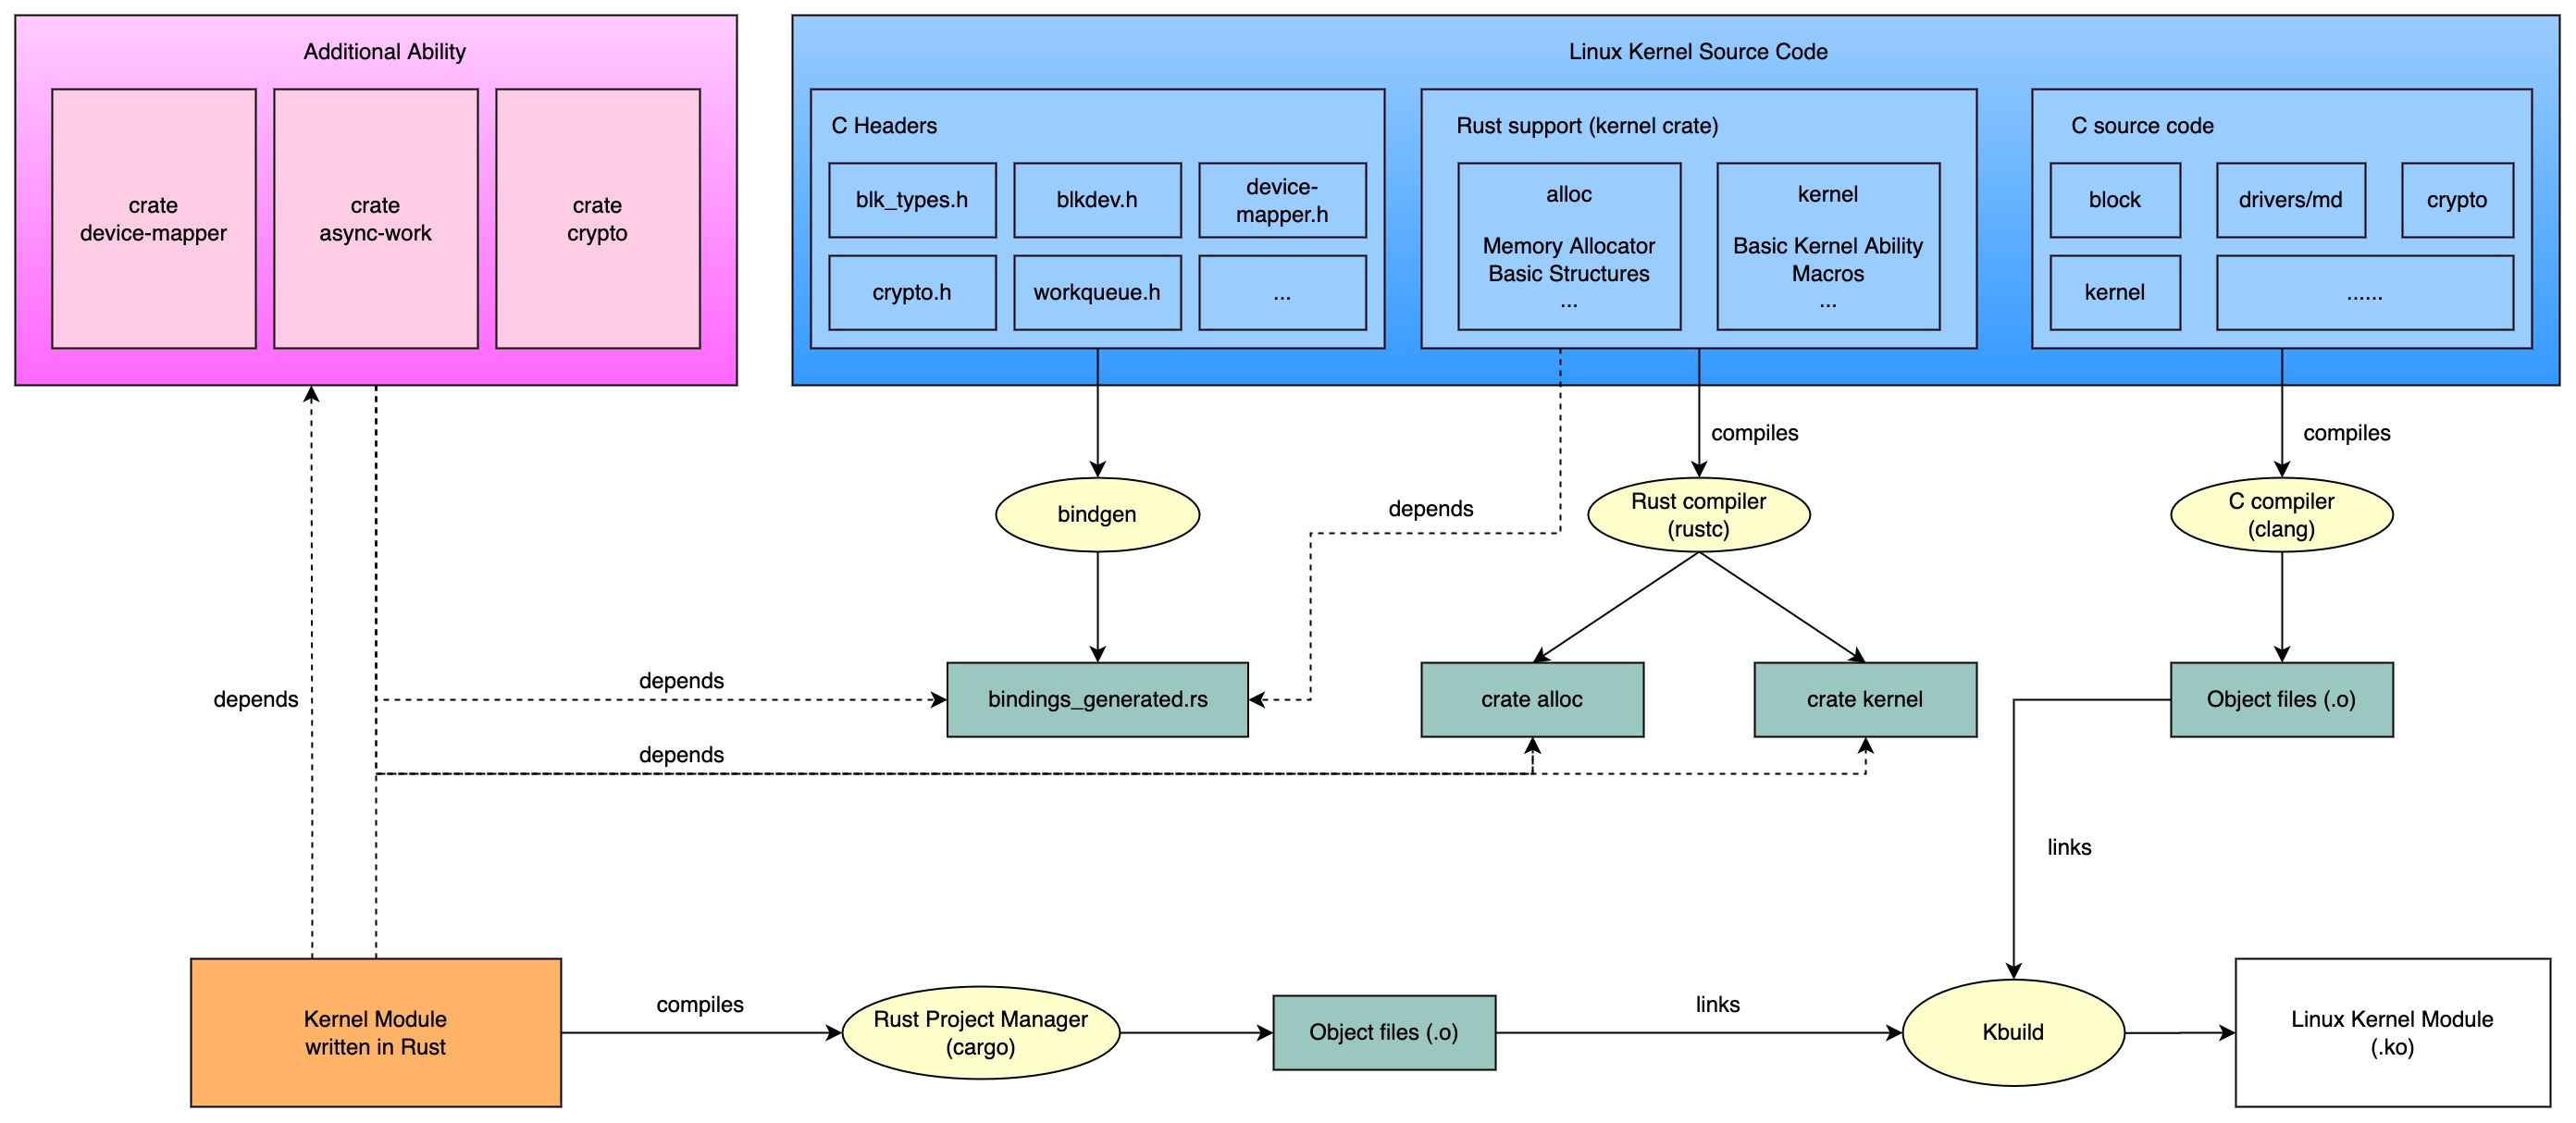 Additional Ability
crate
device-mapper
crate
async-work
crate
crypto
Linux Kernel Source Code
C Headers
blk_types.h
blkdev.h
device-
mapper.h
crypto.h
workqueue.h
...
Rust support (kernel crate)
alloc
Memory Allocator
Basic Structures
...
kernel
Basic Kernel Ability
Macros
...
C source code
block
drivers/md
crypto
kernel
......
compiles
compiles
bindgen
depends
Rust compiler
(rustc)
C compiler
(clang)
depends
depends
bindings_generated.rs
crate alloc
crate kernel
Object files (.o)
depends
links
Kernel Module
written in Rust
compiles
Rust Project Manager
(cargo)
Object files (.o)
links
Kbuild
Linux Kernel Module
(.ko)